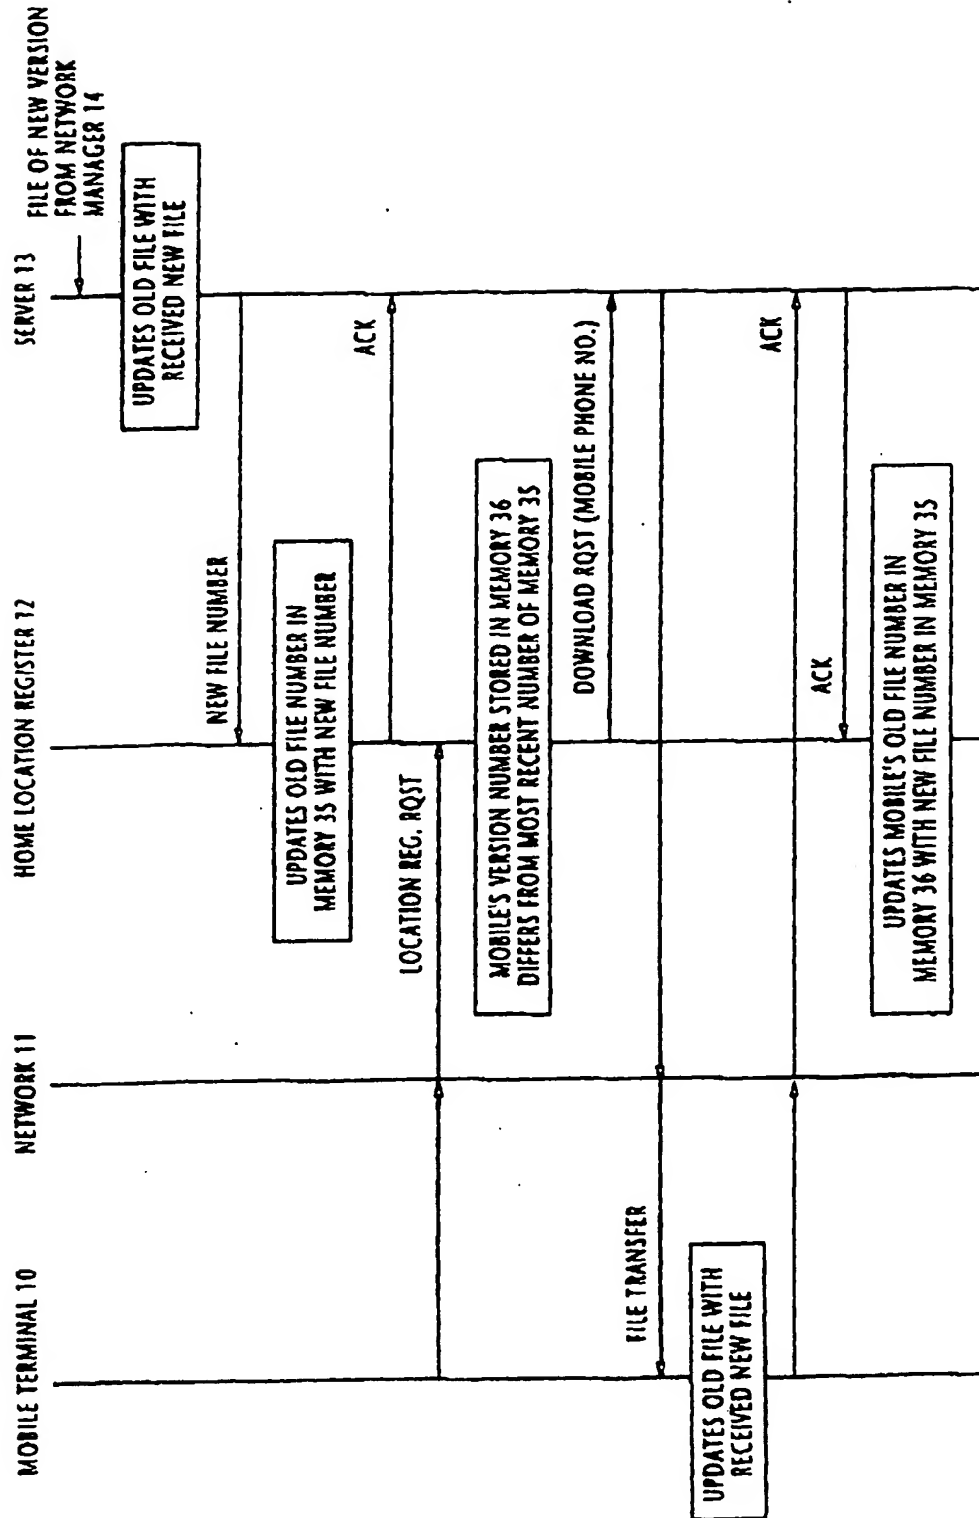 MOBILE TERMINAL 10
NETWORK 11
HOME LOCATION REGISTER 12
SERVER 13
FILE OF NEW VERSION
FROM NETWORK
MANAGER 14
UPDATES OLD FILE WITH
RECEIVED NEW FILE
NEW FILE NUMBER
UPDATES OLD FILE NUMBER IN
MEMORY 35 WITH NEW FILE NUMBER
ACK
LOCATION REG. RQST
MOBILE'S VERSION NUMBER STORED IN MEMORY 36
DIFFERS FROM MOST RECENT NUMBER OF MEMORY 35
DOWNLOAD RQST (MOBILE PHONE NO.)
FILE TRANSFER
UPDATES OLD FILE WITH
RECEIVED NEW FILE
ACK
ACK
UPDATES MOBILE'S OLD FILE NUMBER IN
MEMORY 36 WITH NEW FILE NUMBER IN MEMORY 35